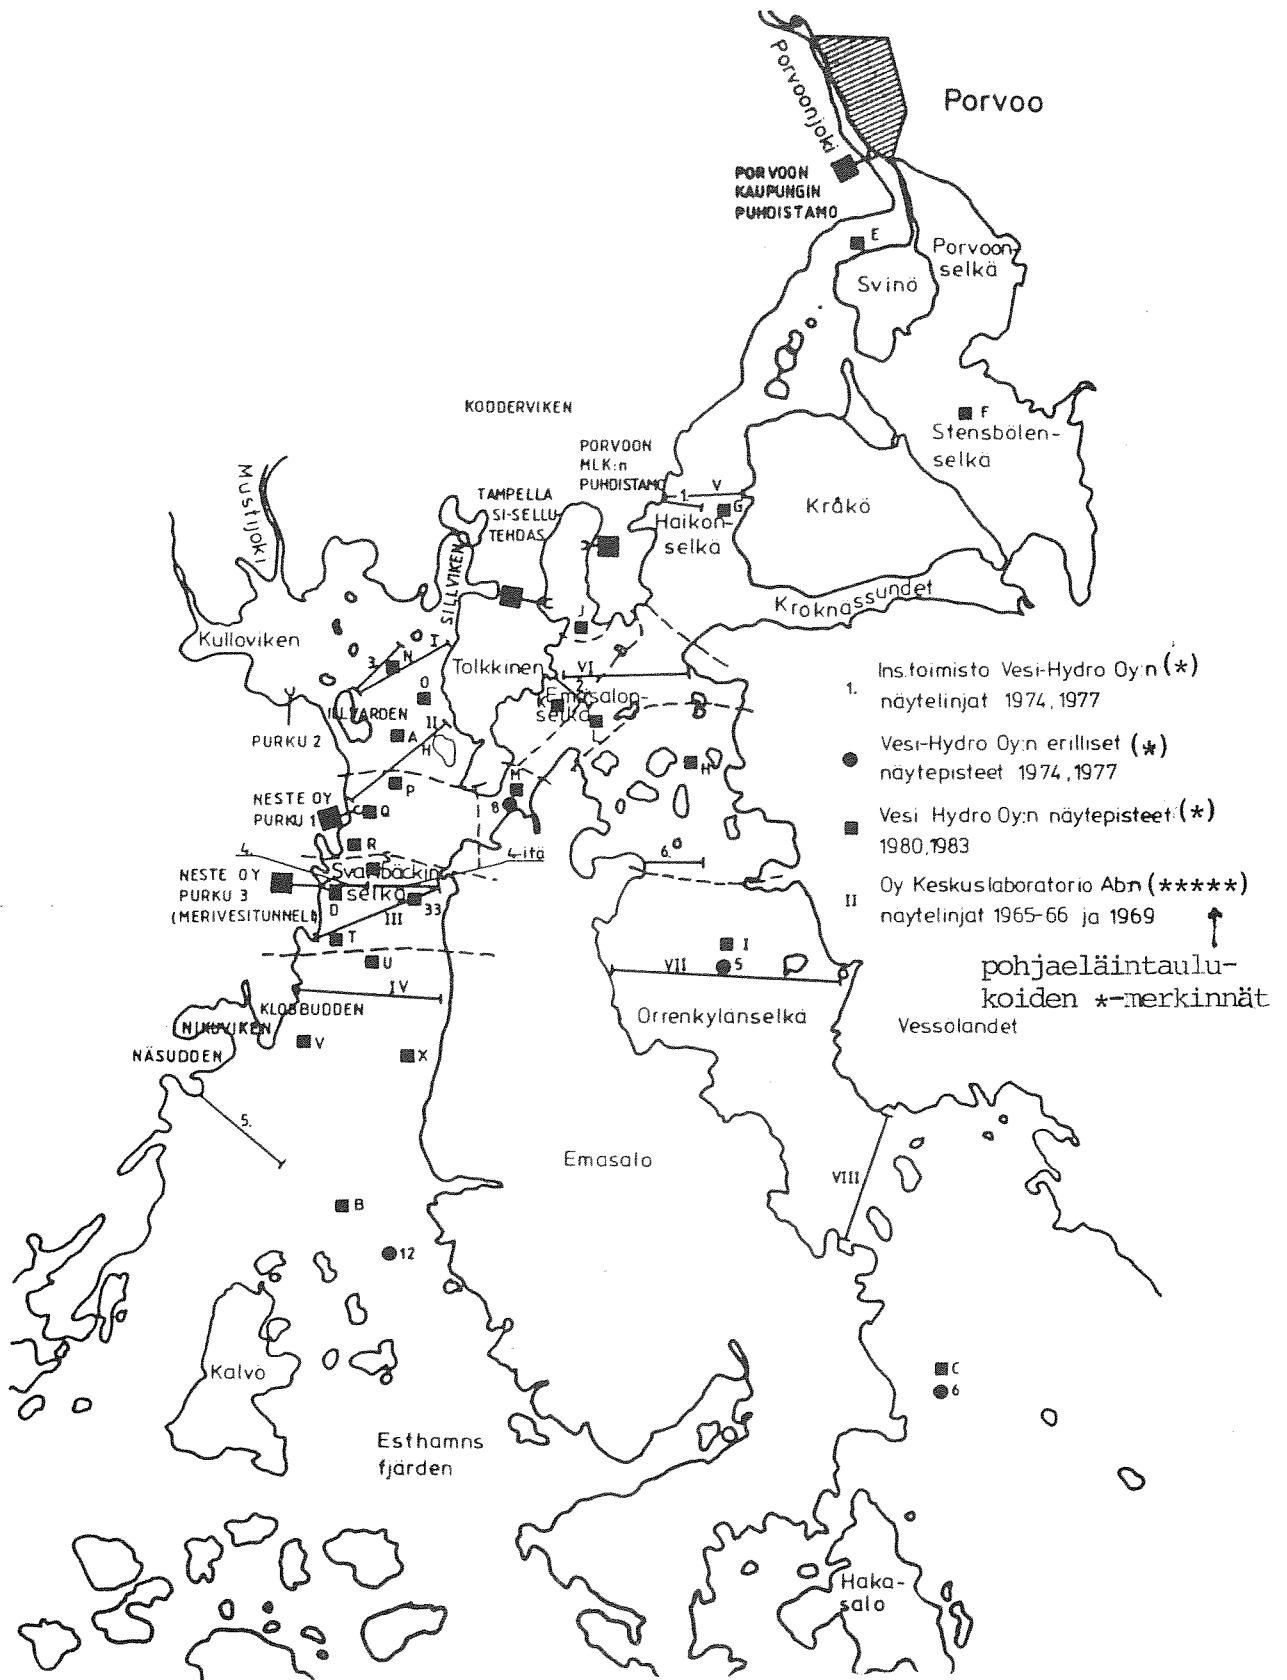 Porvoo
Porvoonjoki
PORVOON
KAUPUNGIN
PUHDISTAMO
E
Porvoon-
selkä
Svinö
KODDERVIKEN
F
Stensbölen-
selkä
PORVOON
MLK:n
PUHDISTAMO
Mustijoki
TAMPELLA
SI-SELLU-
TEHDAS
1.
V
G
Haikon-
selkä
Kråkö
SILLVIKEN
Kroknässundet
Kulloviken
3.
N
I
Tolkkinen
VI
2.
O
K
Emäsalon-
selkä
II
H
PURKU 2
A
M
H
P
8
NESTE OY
PURKU 1
Q
R
4.
4-itä
6.
NESTE OY
PURKU 3
(MERIVESITUNNELI)
selkä
D
III
33
T
U
I
VII
5
IV
KLOBBUDDEN
NÄSUDDEN
V
X
Orrenkylänselkä
Vessölandet
5.
Emasalo
VIII
B
12
Kalvö
C
6
Esthamns
fjärden
Haka-
salo
1. Ins.toimisto Vesi-Hydro Oy:n (*)
näytelinjat 1974, 1977
Vesi-Hydro Oy:n erilliset (*)
näytepisteet 1974, 1977
Vesi Hydro Oy:n näytepisteet (*)
1980, 1983
II Oy Keskuslaboratorio Ab:n (*****)
näytelinjat 1965-66 ja 1969
pohjaeläintaulu-
koiden *-merkinnät